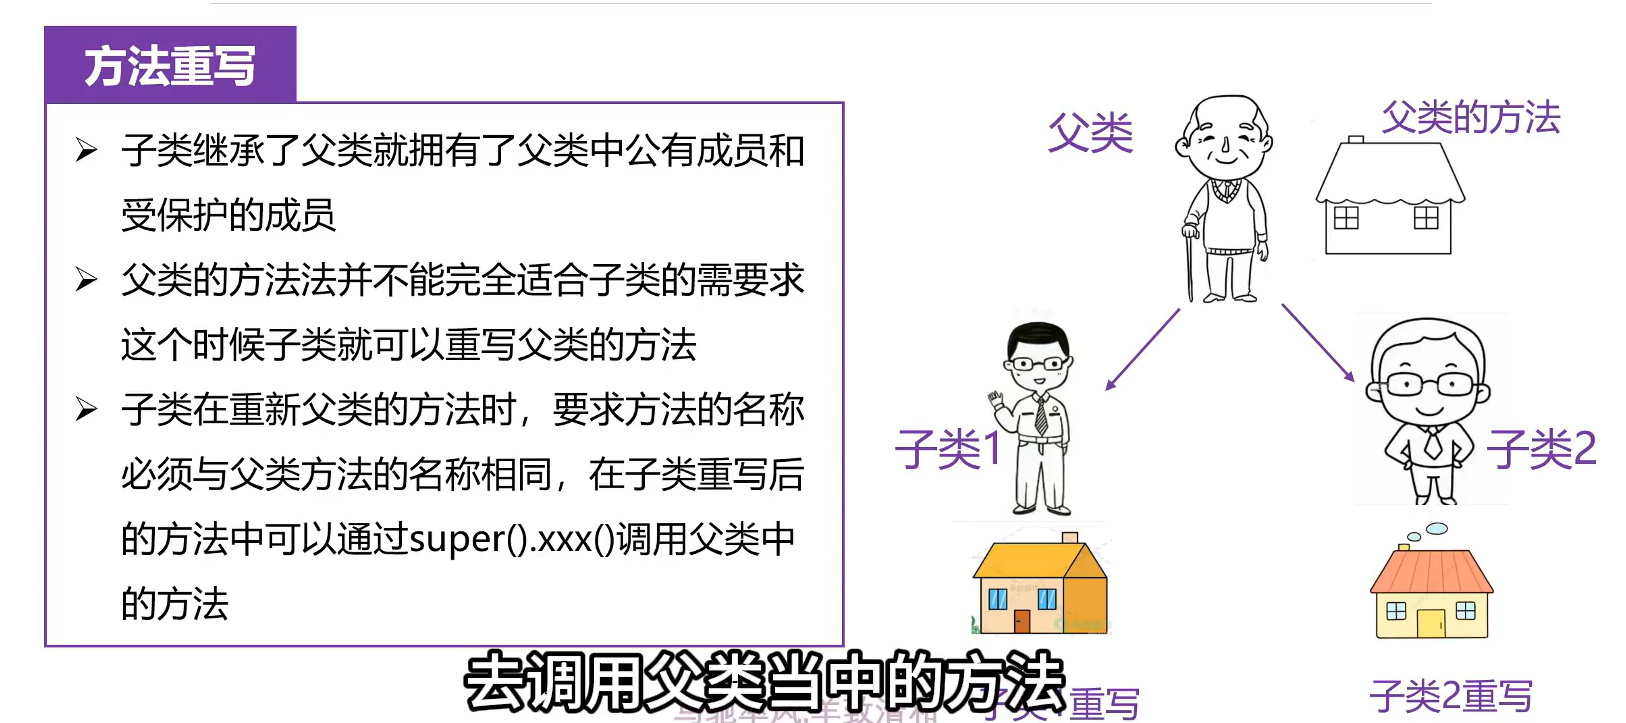 方法重写
子类继承了父类就拥有了父类中公有成员和
受保护的成员
父类的方法法并不能完全适合子类的需要求
这个时候子类就可以重写父类的方法
子类在重新父类的方法时，要求方法的名称
必须与父类方法的名称相同，在子类重写后
的方法中可以通过super().xxx()调用父类中
的方法
父类
父类的方法
子类1
子类2
去调用父类当中的方法
子类1重写
子类2重写